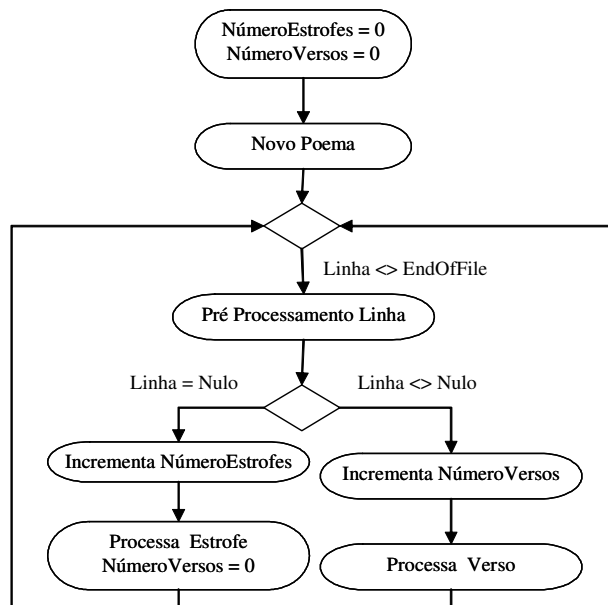 NúmeroEstrofes = 0
NúmeroVersos = 0
Novo Poema
Linha <> EndOfFile
Pré Processamento Linha
Linha = Nulo
Linha <> Nulo
Incrementa NúmeroEstrofes
Incrementa NúmeroVersos
Processa Estrofe
NúmeroVersos = 0
Processa Verso